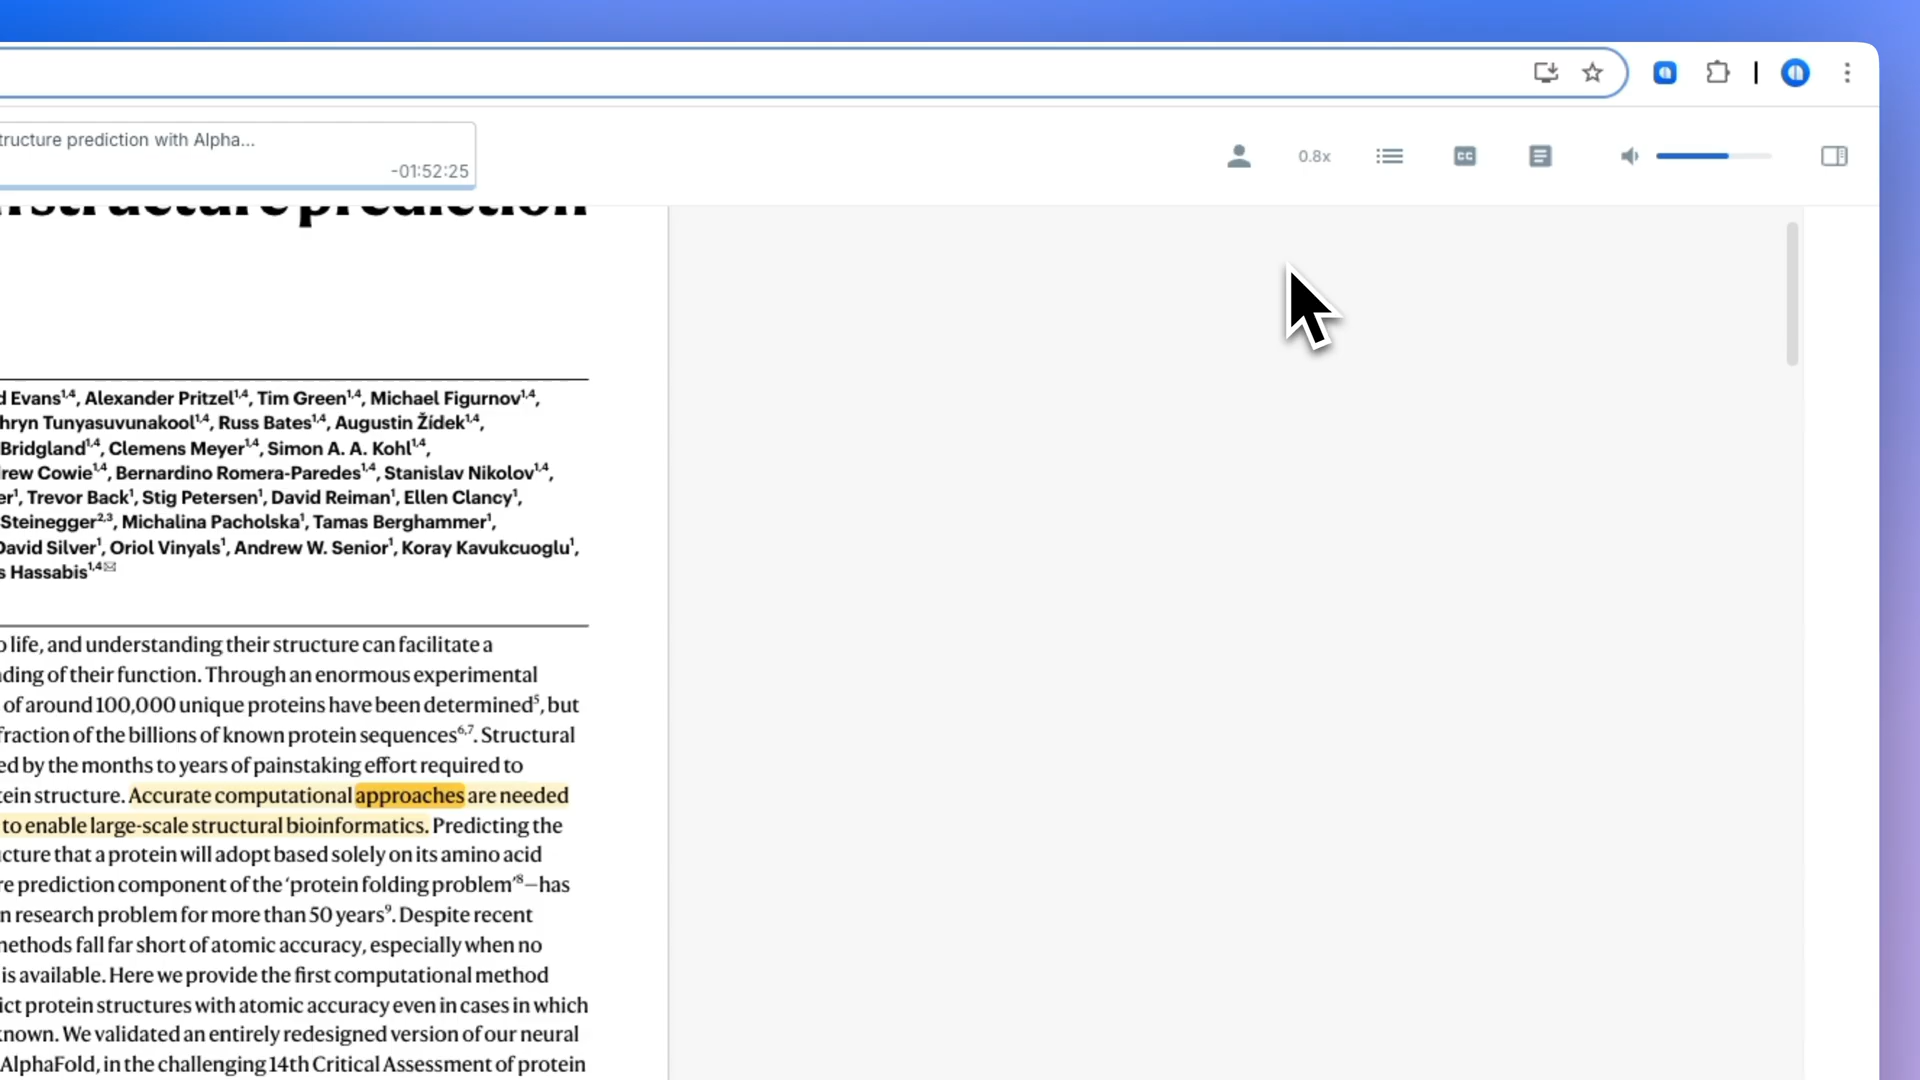 tructure prediction with Alpha...
-01:52:25
0.8x
CC
structure prediction
d Evans1,4, Alexander Pritzel1,4, Tim Green1,4, Michael Figurnov1,4,
hryn Tunyasuvunakool1,4, Russ Bates1,4, Augustin Žídek1,4,
Bridgland1,4, Clemens Meyer1,4, Simon A. A. Kohl1,4,
rew Cowie1,4, Bernardino Romera-Paredes1,4, Stanislav Nikolov1,4,
er1, Trevor Back1, Stig Petersen1, David Reiman1, Ellen Clancy1,
Steinegger2,3, Michalina Pacholska1, Tamas Berghammer1,
David Silver1, Oriol Vinyals1, Andrew W. Senior1, Koray Kavukcuoglu1,
s Hassabis1,4✉
o life, and understanding their structure can facilitate a
nding of their function. Through an enormous experimental
of around 100,000 unique proteins have been determined5, but
fraction of the billions of known protein sequences6,7. Structural
ed by the months to years of painstaking effort required to
tein structure. Accurate computational approaches are needed
to enable large-scale structural bioinformatics. Predicting the
ucture that a protein will adopt based solely on its amino acid
re prediction component of the ‘protein folding problem’8—has
n research problem for more than 50 years9. Despite recent
methods fall far short of atomic accuracy, especially when no
is available. Here we provide the first computational method
ict protein structures with atomic accuracy even in cases in which
known. We validated an entirely redesigned version of our neural
AlphaFold, in the challenging 14th Critical Assessment of protein